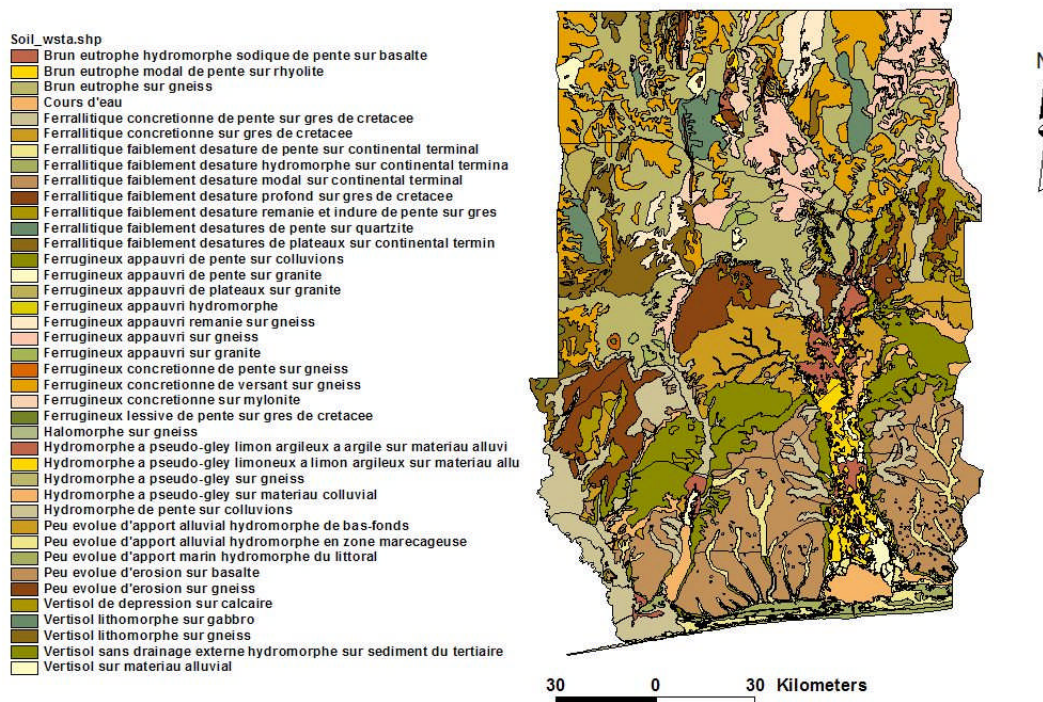 Soil_wsta.shp
Brun eutrophe hydromorphe sodique de pente sur basalte
Brun eutrophe modal de pente sur rhyolite
Brun eutrophe sur gneiss
Cours d'eau
Ferrallitique concretionne de pente sur gres de cretacee
Ferrallitique concretionne sur gres de cretacee
Ferrallitique faiblement desature de pente sur continental terminal
Ferrallitique faiblement desature hydromorphe sur continental termina
Ferrallitique faiblement desature modal sur continental terminal
Ferrallitique faiblement desature profond sur gres de cretacee
Ferrallitique faiblement desature remanie et indure de pente sur gres
Ferrallitique faiblement desatures de pente sur quartzite
Ferrallitique faiblement desatures de plateaux sur continental termin
Ferrugineux appauvri de pente sur colluvions
Ferrugineux appauvri de pente sur granite
Ferrugineux appauvri de plateaux sur granite
Ferrugineux appauvri hydromorphe
Ferrugineux appauvri remanie sur gneiss
Ferrugineux appauvri sur gneiss
Ferrugineux appauvri sur granite
Ferrugineux concretionne de pente sur gneiss
Ferrugineux concretionne de versant sur gneiss
Ferrugineux concretionne sur mylonite
Ferrugineux lessive de pente sur gres de cretacee
Halomorphe sur gneiss
Hydromorphe a pseudo-gley limon argileux a argile sur materiau alluvi
Hydromorphe a pseudo-gley limoneux a limon argileux sur materiau allu
Hydromorphe a pseudo-gley sur gneiss
Hydromorphe a pseudo-gley sur materiau colluvial
Hydromorphe de pente sur colluvions
Peu evolue d'apport alluvial hydromorphe de bas-fonds
Peu evolue d'apport alluvial hydromorphe en zone marecageuse
Peu evolue d'apport marin hydromorphe du littoral
Peu evolue d'erosion sur basalte
Peu evolue d'erosion sur gneiss
Vertisol de depression sur calcaire
Vertisol lithomorphe sur gabbro
Vertisol lithomorphe sur gneiss
Vertisol sans drainage externe hydromorphe sur sediment du tertiaire
Vertisol sur materiau alluvial
N
30 0 30 Kilometers